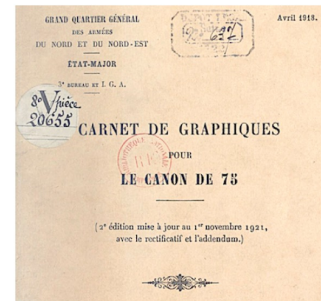 GRAND QUARTIER GÉNÉRAL
DES ARMÉES
DU NORD ET DU NORD-EST
ÉTAT-MAJOR
3e BUREAU ET I. G. A.
Avril 1918.
8o V pièce
20655
CARNET DE GRAPHIQUES
POUR
LE CANON DE 75
(2e édition mise à jour au 1er novembre 1921,
avec le rectificatif et l'addendum.)